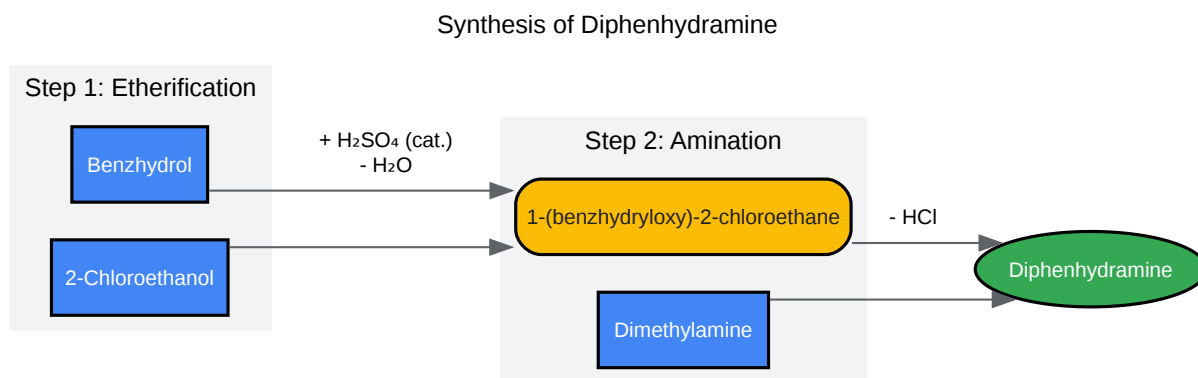 Synthesis of Diphenhydramine
Step 1: Etherification
Benzhydrol
2-Chloroethanol
+ H₂SO₄ (cat.)
- H₂O
Step 2: Amination
1-(benzhydryloxy)-2-chloroethane
Dimethylamine
- HCl
Diphenhydramine